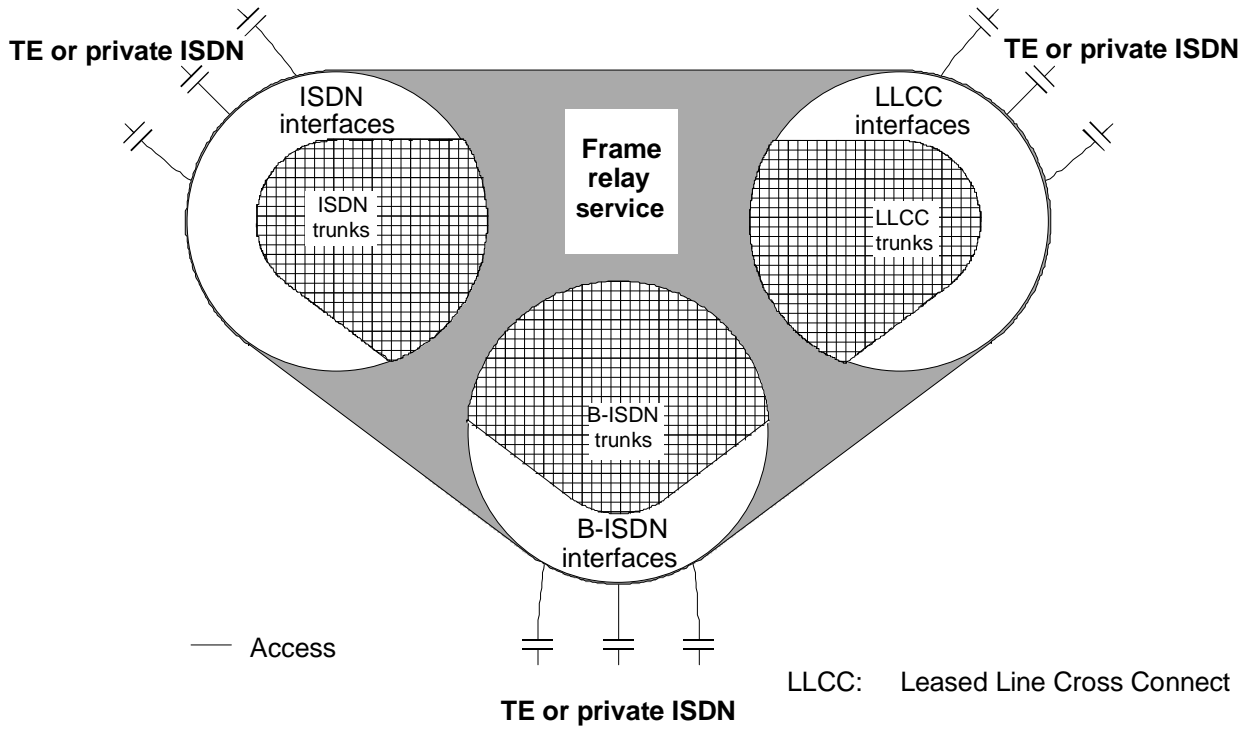 TE or private ISDN
TE or private ISDN
ISDN
interfaces
LLCC
interfaces
Frame
relay
service
ISDN
trunks
LLCC
trunks
B-ISDN
trunks
B-ISDN
interfaces
Access
LLCC: Leased Line Cross Connect
TE or private ISDN